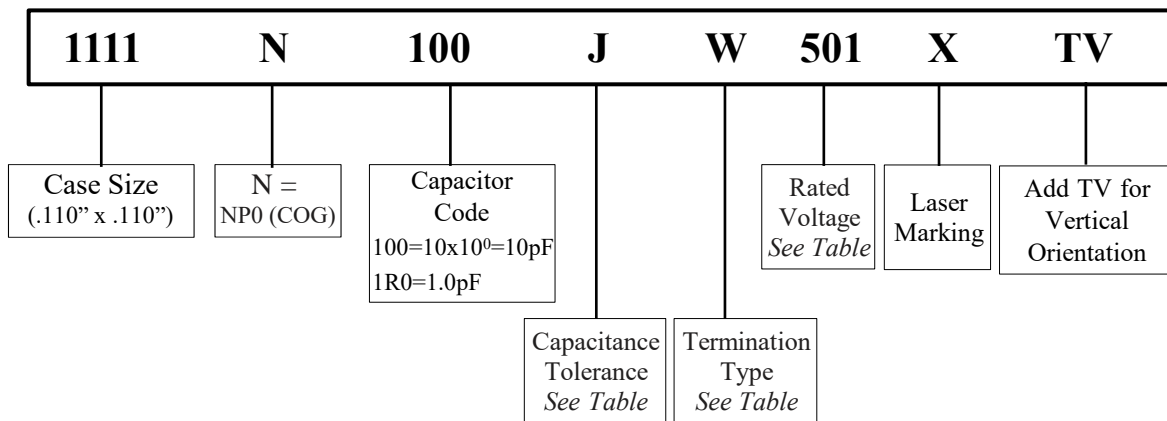 1111 N 100 J W 501 X TV
Case Size
(.110” x .110”)
N =
NP0 (COG)
Capacitor
Code
100=10x10⁰=10pF
1R0=1.0pF
Rated
Voltage
See Table
Laser
Marking
Add TV for
Vertical
Orientation
Capacitance
Tolerance
See Table
Termination
Type
See Table